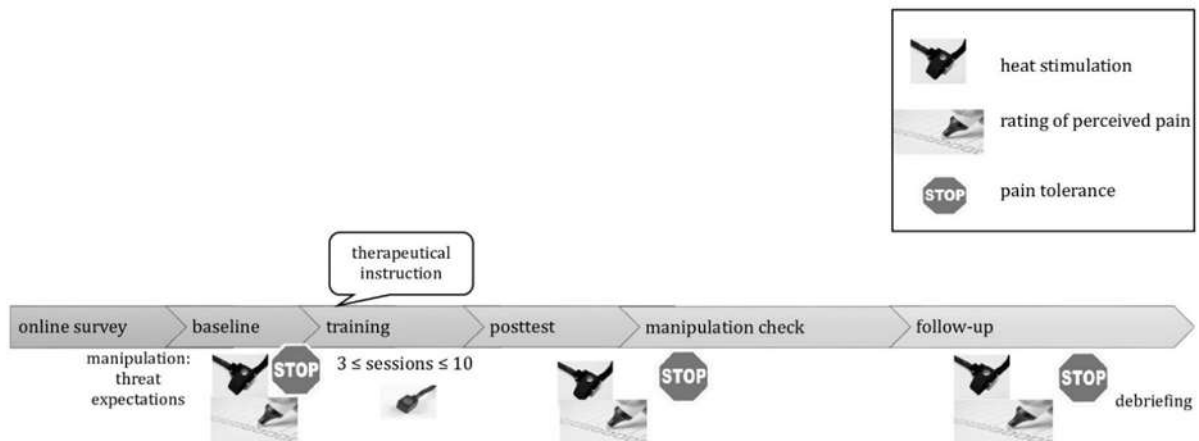 heat stimulation
rating of perceived pain
STOP
pain tolerance
therapeutical
instruction
online survey
baseline
training
posttest
manipulation check
follow-up
manipulation:
threat
expectations
STOP
3 ≤ sessions ≤ 10
STOP
STOP
debriefing